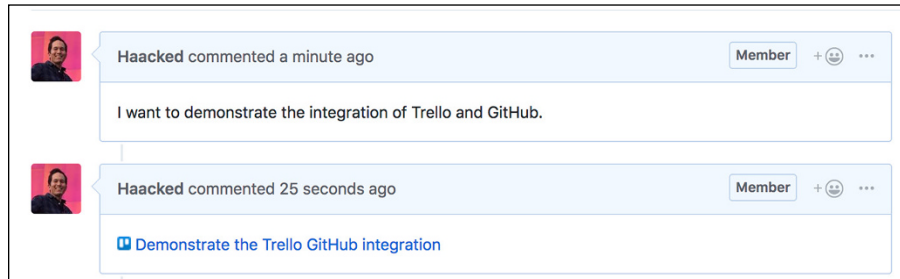 Haacked commented a minute ago Member
I want to demonstrate the integration of Trello and GitHub.
Haacked commented 25 seconds ago Member
Demonstrate the Trello GitHub integration